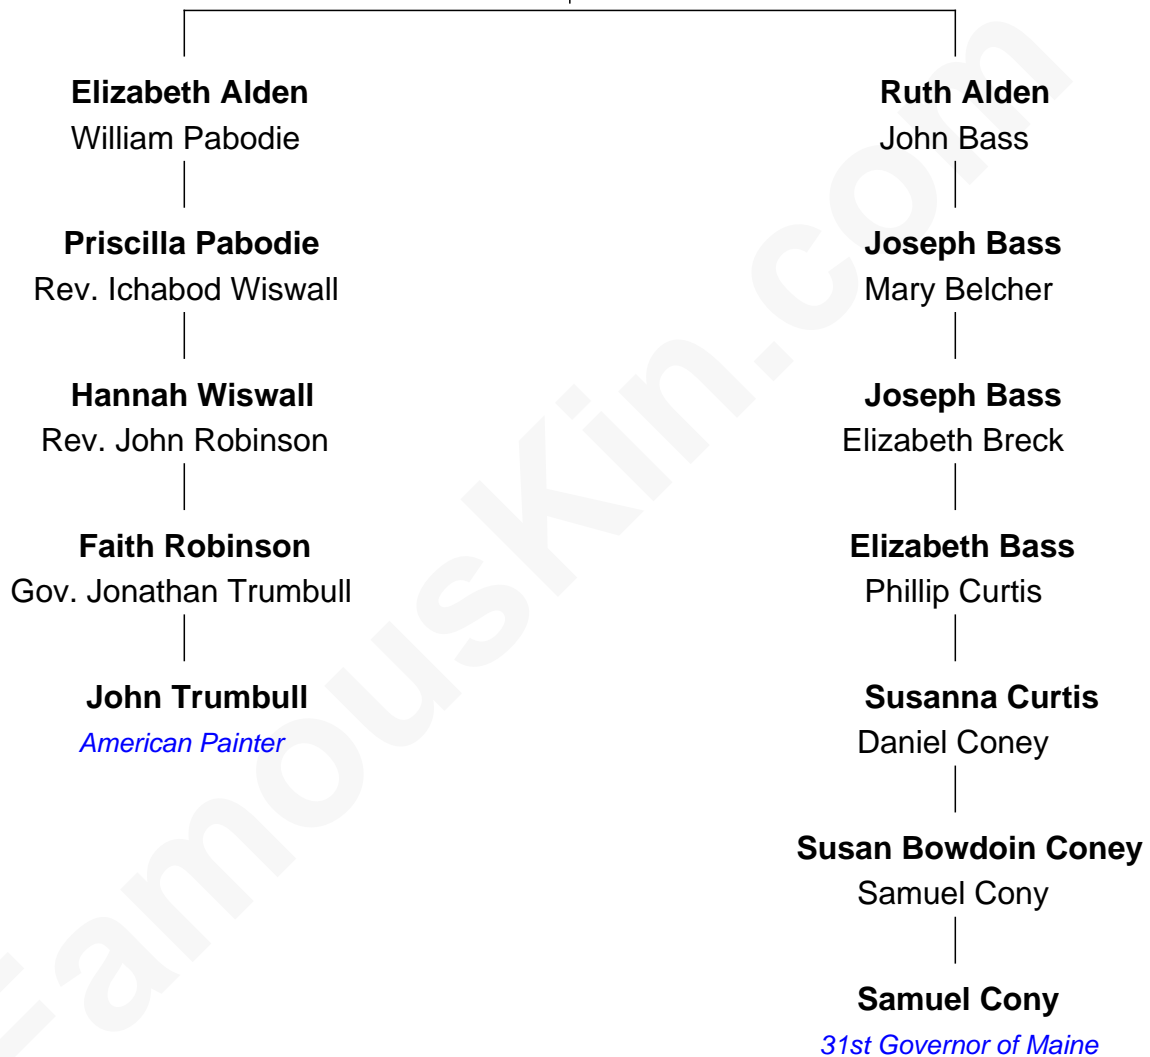 Elizabeth Alden
William Pabodie
Ruth Alden
John Bass
Priscilla Pabodie
Rev. Ichabod Wiswall
Joseph Bass
Mary Belcher
Hannah Wiswall
Rev. John Robinson
Joseph Bass
Elizabeth Breck
Faith Robinson
Gov. Jonathan Trumbull
Elizabeth Bass
Phillip Curtis
John Trumbull
American Painter
Susanna Curtis
Daniel Coney
Susan Bowdoin Coney
Samuel Cony
Samuel Cony
31st Governor of Maine
FamousKin.com